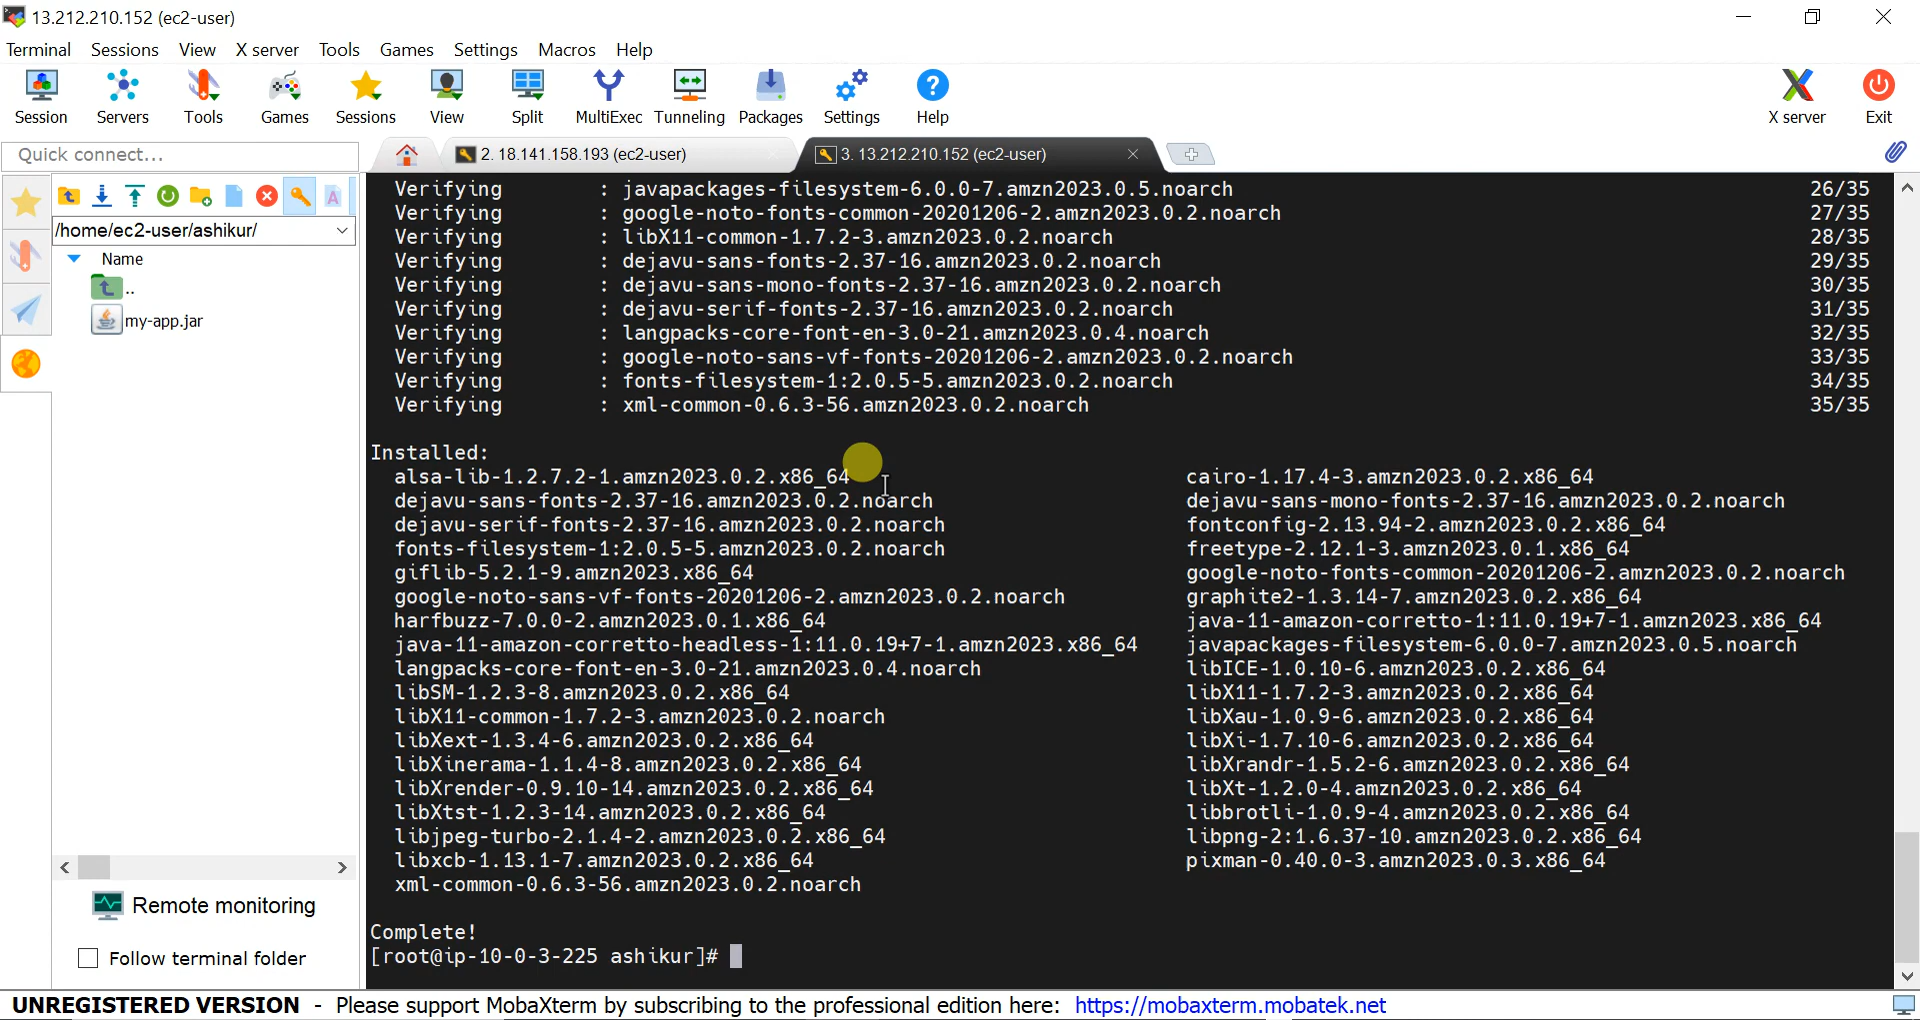 13.212.210.152 (ec2-user)
Terminal Sessions View X server Tools Games Settings Macros Help
Session Servers Tools Games Sessions View Split MultiExec Tunneling Packages Settings Help X server Exit
Quick connect...
2. 18.141.158.193 (ec2-user)
3. 13.212.210.152 (ec2-user)
/home/ec2-user/ashikur/
Name
..
my-app.jar
Remote monitoring
Follow terminal folder
Verifying : javapackages-filesystem-6.0.0-7.amzn2023.0.5.noarch 26/35
Verifying : google-noto-fonts-common-20201206-2.amzn2023.0.2.noarch 27/35
Verifying : libX11-common-1.7.2-3.amzn2023.0.2.noarch 28/35
Verifying : dejavu-sans-fonts-2.37-16.amzn2023.0.2.noarch 29/35
Verifying : dejavu-sans-mono-fonts-2.37-16.amzn2023.0.2.noarch 30/35
Verifying : dejavu-serif-fonts-2.37-16.amzn2023.0.2.noarch 31/35
Verifying : langpacks-core-font-en-3.0-21.amzn2023.0.4.noarch 32/35
Verifying : google-noto-sans-vf-fonts-20201206-2.amzn2023.0.2.noarch 33/35
Verifying : fonts-filesystem-1:2.0.5-5.amzn2023.0.2.noarch 34/35
Verifying : xml-common-0.6.3-56.amzn2023.0.2.noarch 35/35
Installed:
alsa-lib-1.2.7.2-1.amzn2023.0.2.x86_64 cairo-1.17.4-3.amzn2023.0.2.x86_64
dejavu-sans-fonts-2.37-16.amzn2023.0.2.noarch dejavu-sans-mono-fonts-2.37-16.amzn2023.0.2.noarch
dejavu-serif-fonts-2.37-16.amzn2023.0.2.noarch fontconfig-2.13.94-2.amzn2023.0.2.x86_64
fonts-filesystem-1:2.0.5-5.amzn2023.0.2.noarch freetype-2.12.1-3.amzn2023.0.1.x86_64
giflib-5.2.1-9.amzn2023.x86_64 google-noto-fonts-common-20201206-2.amzn2023.0.2.noarch
google-noto-sans-vf-fonts-20201206-2.amzn2023.0.2.noarch graphite2-1.3.14-7.amzn2023.0.2.x86_64
harfbuzz-7.0.0-2.amzn2023.0.1.x86_64 java-11-amazon-corretto-1:11.0.19+7-1.amzn2023.x86_64
java-11-amazon-corretto-headless-1:11.0.19+7-1.amzn2023.x86_64 javapackages-filesystem-6.0.0-7.amzn2023.0.5.noarch
langpacks-core-font-en-3.0-21.amzn2023.0.4.noarch libICE-1.0.10-6.amzn2023.0.2.x86_64
libSM-1.2.3-8.amzn2023.0.2.x86_64 libX11-1.7.2-3.amzn2023.0.2.x86_64
libX11-common-1.7.2-3.amzn2023.0.2.noarch libXau-1.0.9-6.amzn2023.0.2.x86_64
libXext-1.3.4-6.amzn2023.0.2.x86_64 libXi-1.7.10-6.amzn2023.0.2.x86_64
libXinerama-1.1.4-8.amzn2023.0.2.x86_64 libXrandr-1.5.2-6.amzn2023.0.2.x86_64
libXrender-0.9.10-14.amzn2023.0.2.x86_64 libXt-1.2.0-4.amzn2023.0.2.x86_64
libXtst-1.2.3-14.amzn2023.0.2.x86_64 libbrotli-1.0.9-4.amzn2023.0.2.x86_64
libjpeg-turbo-2.1.4-2.amzn2023.0.2.x86_64 libpng-2:1.6.37-10.amzn2023.0.2.x86_64
libxcb-1.13.1-7.amzn2023.0.2.x86_64 pixman-0.40.0-3.amzn2023.0.3.x86_64
xml-common-0.6.3-56.amzn2023.0.2.noarch
Complete!
[root@ip-10-0-3-225 ashikur]#
UNREGISTERED VERSION - Please support MobaXterm by subscribing to the professional edition here: https://mobaxterm.mobatek.net